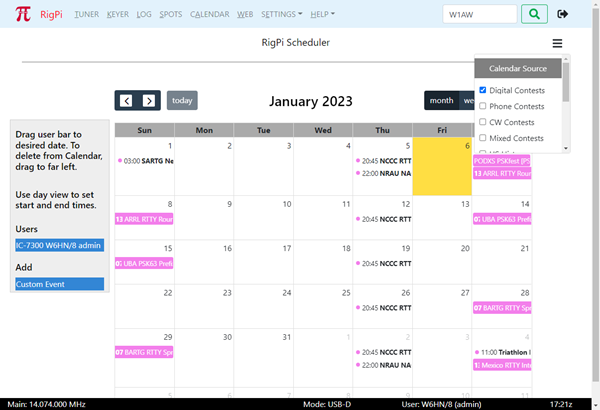 RigPi TUNER KEYER LOG SPOTS CALENDAR WEB SETTINGS HELP W1AW
RigPi Scheduler
Calendar Source
Digital Contests
Phone Contests
CW Contests
Mixed Contests
today
January 2023
month
Drag user bar to
desired date. To
delete from Calendar,
drag to far left.
Use day view to set
start and end times.
Users
IC-7300 W6HN/8 admin
Add
Custom Event
Sun Mon Tue Wed Thu Fri
1 2 3 4 5 6
03:00 SARTG Ne
20:45 NCCC RTT
22:00 NRAU NA
PODXS PSKfest (PS
13 ARRL RTTY Rour
8 9 10 11 12 13 14
13 ARRL RTTY Rour
20:45 NCCC RTT
UBA PSK63 Prefi
15 16 17 18 19 20 21
UBA PSK63 Prefi
20:45 NCCC RTT
22 23 24 25 26 27 28
20:45 NCCC RTT
07 BARTG RTTY Spr
29 30 31 1 2 3 4
07 BARTG RTTY Spr
20:45 NCCC RTT
22:00 NRAU NA
11:00 Triathlon
Mexico RTTY Inte
Main: 14.074.000 MHz Mode: USB-D User: W6HN/8 (admin) 17:21z